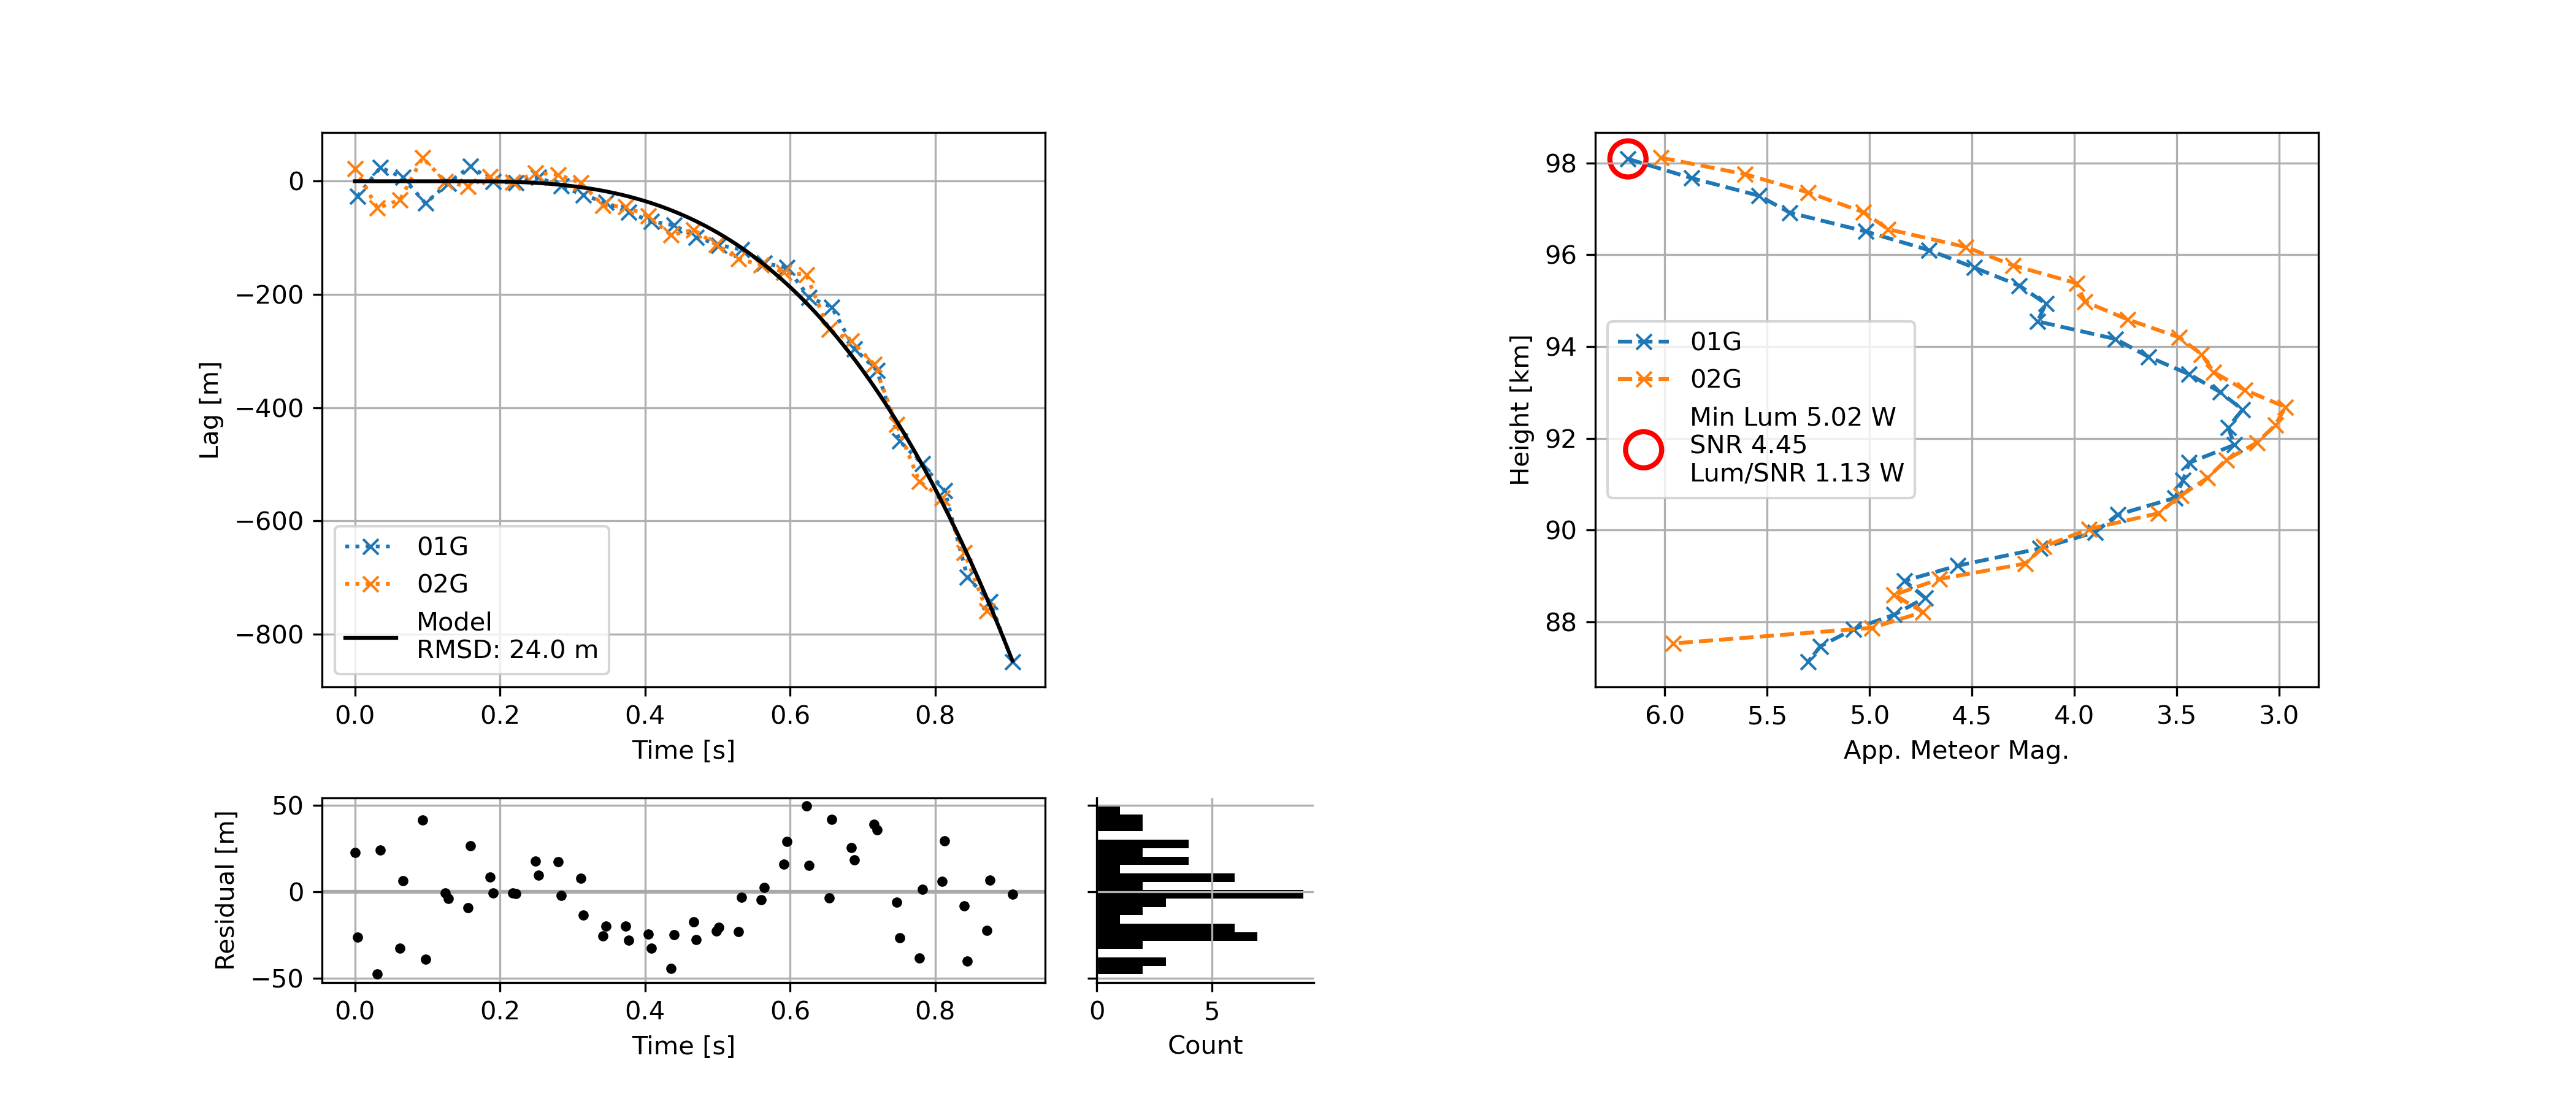 0
−200
−400
−600
−800
Lag [m]
01G
02G
Model
RMSD: 24.0 m
0.0 0.2 0.4 0.6 0.8
Time [s]
98
96
94
92
90
88
Height [km]
01G
02G
Min Lum 5.02 W
SNR 4.45
Lum/SNR 1.13 W
6.0 5.5 5.0 4.5 4.0 3.5 3.0
App. Meteor Mag.
50
0
−50
Residual [m]
0.0 0.2 0.4 0.6 0.8
Time [s]
0 5
Count